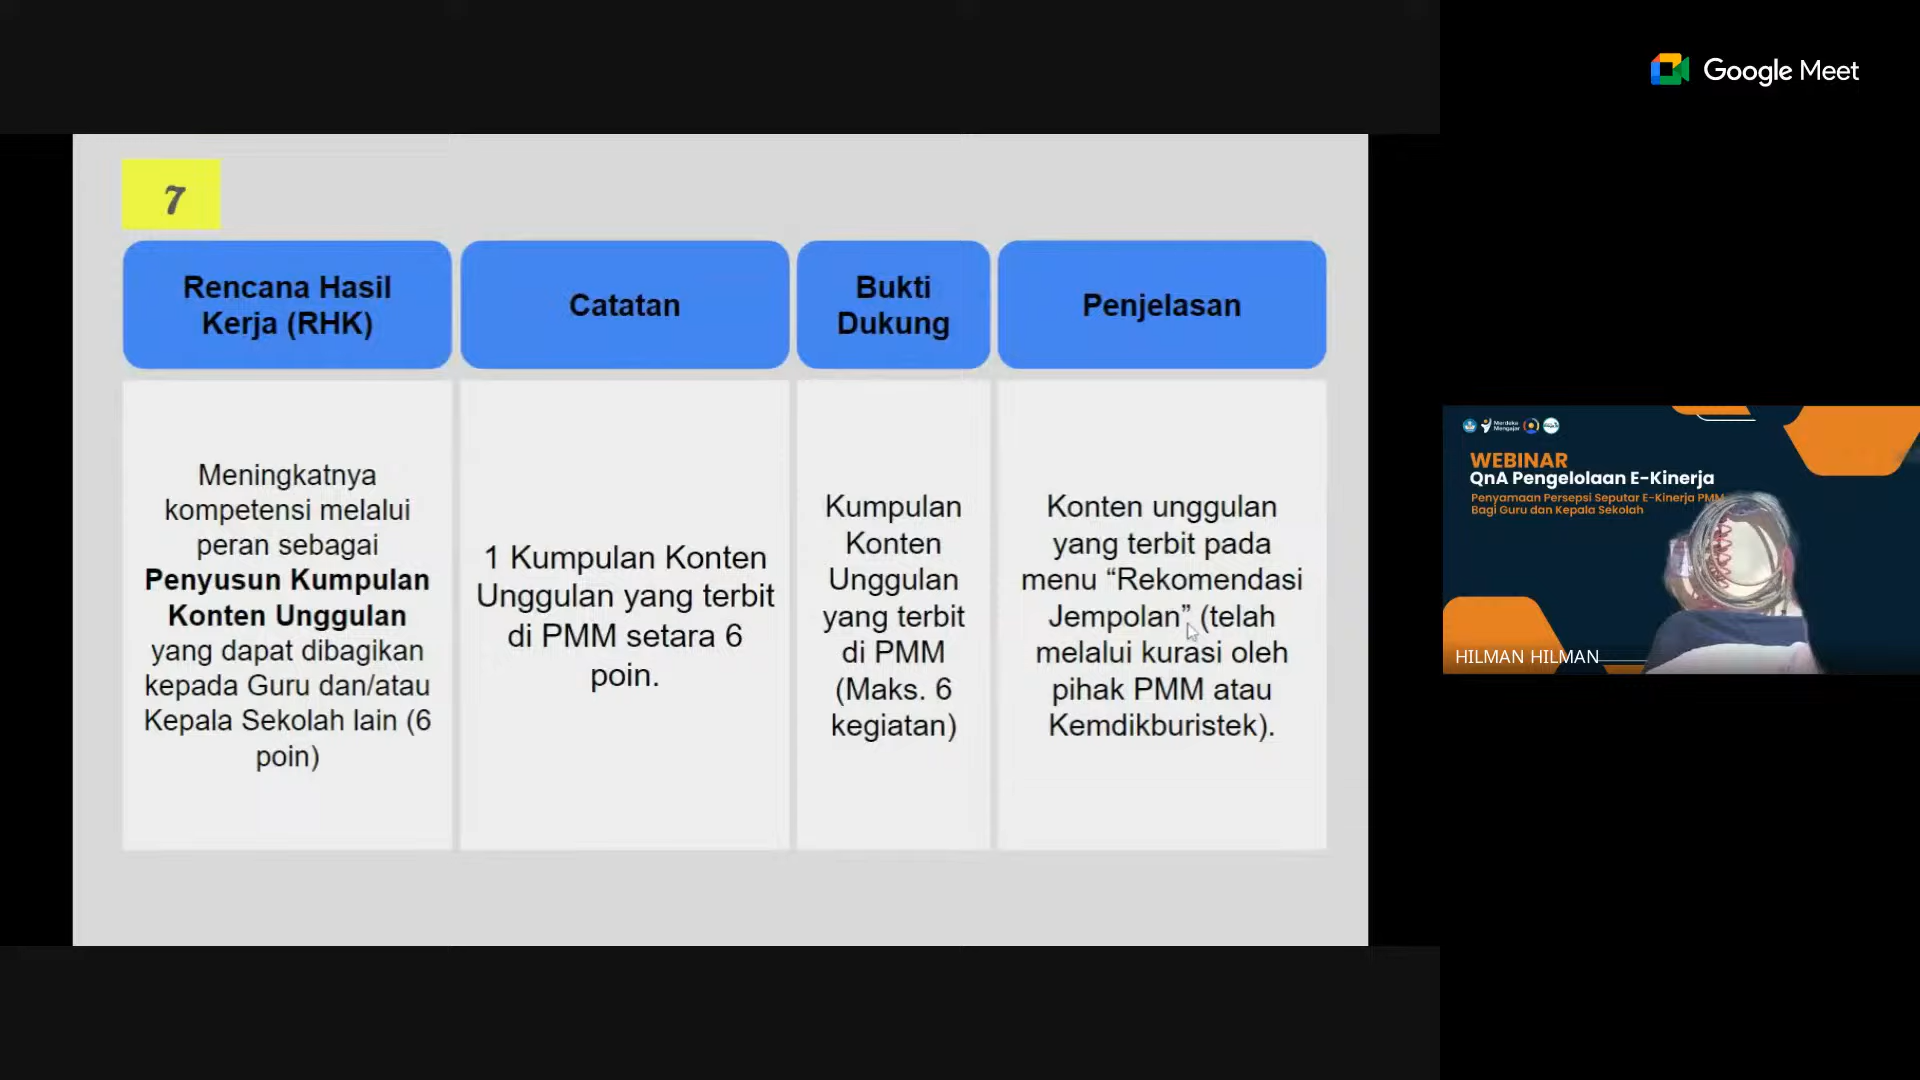 Google Meet
7
Rencana Hasil
Kerja (RHK)
Catatan
Bukti
Dukung
Penjelasan
Meningkatnya
kompetensi melalui
peran sebagai
Penyusun Kumpulan
Konten Unggulan
yang dapat dibagikan
kepada Guru dan/atau
Kepala Sekolah lain (6
poin)
1 Kumpulan Konten
Unggulan yang terbit
di PMM setara 6
poin.
Kumpulan
Konten
Unggulan
yang terbit
di PMM
(Maks. 6
kegiatan)
Konten unggulan
yang terbit pada
menu “Rekomendasi
Jempolan” (telah
melalui kurasi oleh
pihak PMM atau
Kemdikburistek).
Merdeka
Mengajar
WEBINAR
QnA Pengelolaan E-Kinerja
Penyamaan Persepsi Seputar E-Kinerja PMM
Bagi Guru dan Kepala Sekolah
HILMAN HILMAN